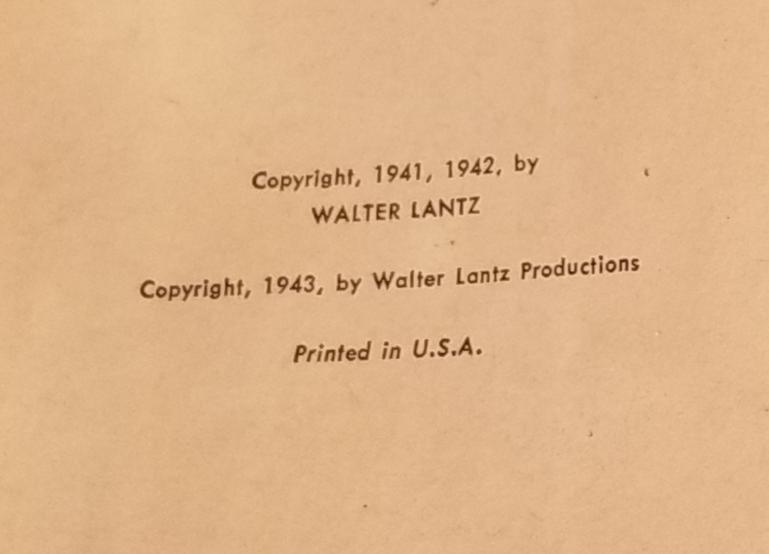 Copyright, 1941, 1942, by
WALTER LANTZ
Copyright, 1943, by Walter Lantz Productions
Printed in U.S.A.